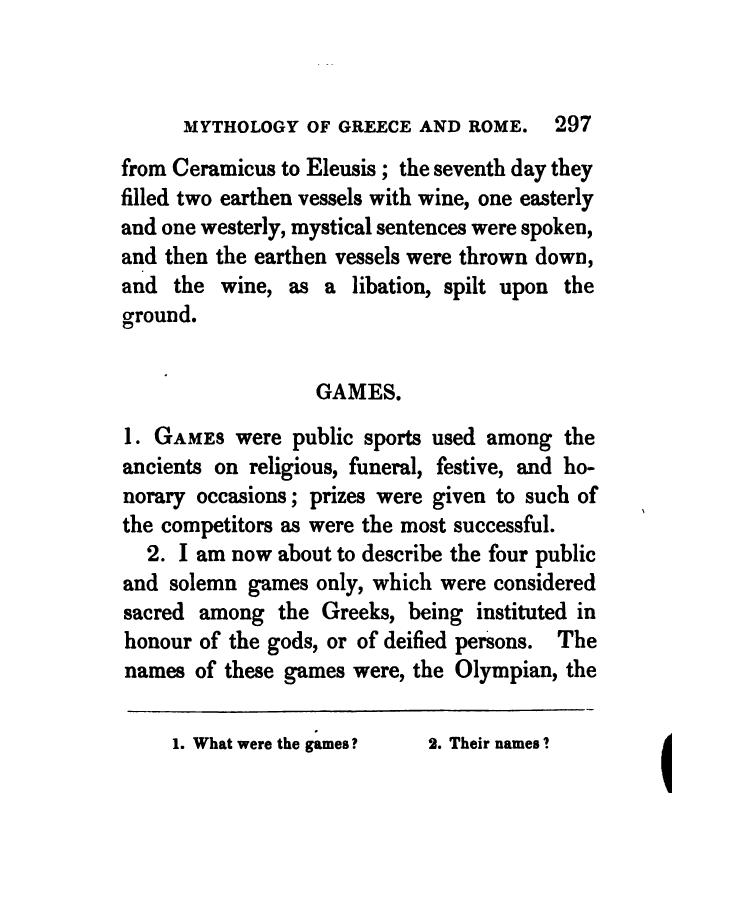 MYTHOLOGY OF GREECE AND ROME. 297
from Ceramicus to Eleusis ; the seventh day they
filled two earthen vessels with wine, one easterly
and one westerly, mystical sentences were spoken,
and then the earthen vessels were thrown down,
and the wine, as a libation, spilt upon the
ground.
GAMES.
1. GAMES were public sports used among the
ancients on religious, funeral, festive, and ho-
norary occasions ; prizes were given to such of
the competitors as were the most successful.
2. I am now about to describe the four public
and solemn games only, which were considered
sacred among the Greeks, being instituted in
honour of the gods, or of deified persons. The
names of these games were, the Olympian, the
1. What were the games ? 2. Their names ?